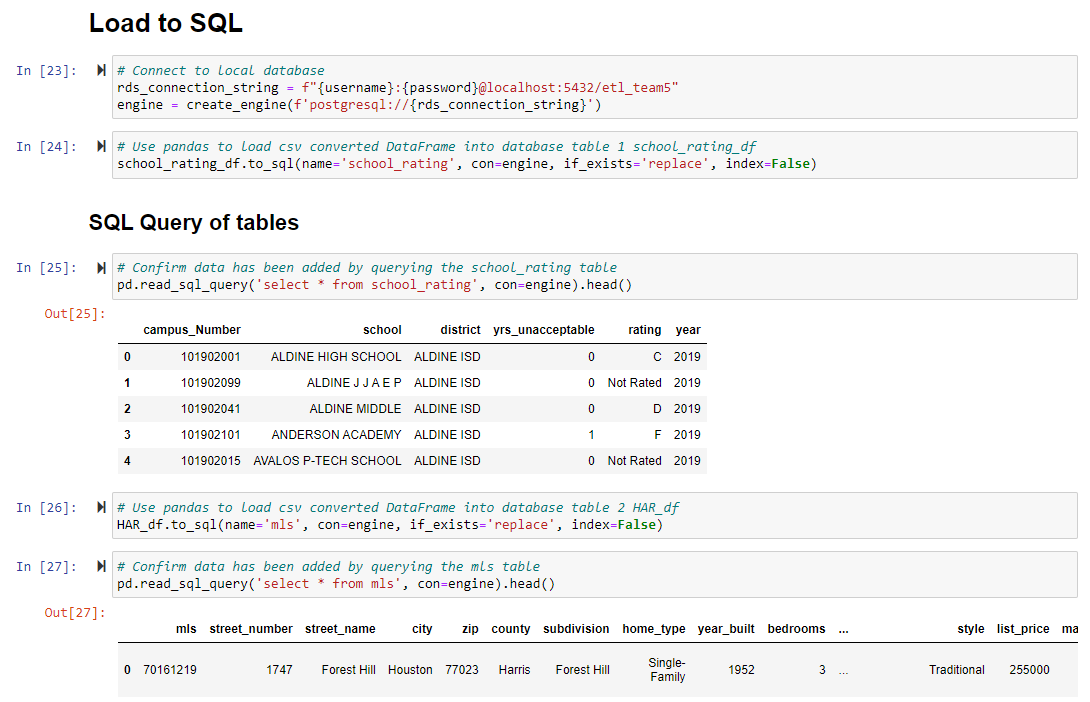 Load to SQL
In [23]:
# Connect to local database
rds_connection_string = f"{username}:{password}@localhost:5432/etl_team5"
engine = create_engine(f'postgresql://{rds_connection_string}')
In [24]:
# Use pandas to load csv converted DataFrame into database table 1 school_rating_df
school_rating_df.to_sql(name='school_rating', con=engine, if_exists='replace', index=False)
SQL Query of tables
In [25]:
# Confirm data has been added by querying the school_rating table
pd.read_sql_query('select * from school_rating', con=engine).head()
Out[25]:
campus_Number school district yrs_unacceptable rating year
0 101902001 ALDINE HIGH SCHOOL ALDINE ISD 0 C 2019
1 101902099 ALDINE J J A E P ALDINE ISD 0 Not Rated 2019
2 101902041 ALDINE MIDDLE ALDINE ISD 0 D 2019
3 101902101 ANDERSON ACADEMY ALDINE ISD 1 F 2019
4 101902015 AVALOS P-TECH SCHOOL ALDINE ISD 0 Not Rated 2019
In [26]:
# Use pandas to load csv converted DataFrame into database table 2 HAR_df
HAR_df.to_sql(name='mls', con=engine, if_exists='replace', index=False)
In [27]:
# Confirm data has been added by querying the mls table
pd.read_sql_query('select * from mls', con=engine).head()
Out[27]:
mls street_number street_name city zip county subdivision home_type year_built bedrooms ... style list_price ma
0 70161219 1747 Forest Hill Houston 77023 Harris Forest Hill Single-Family 1952 3 ... Traditional 255000